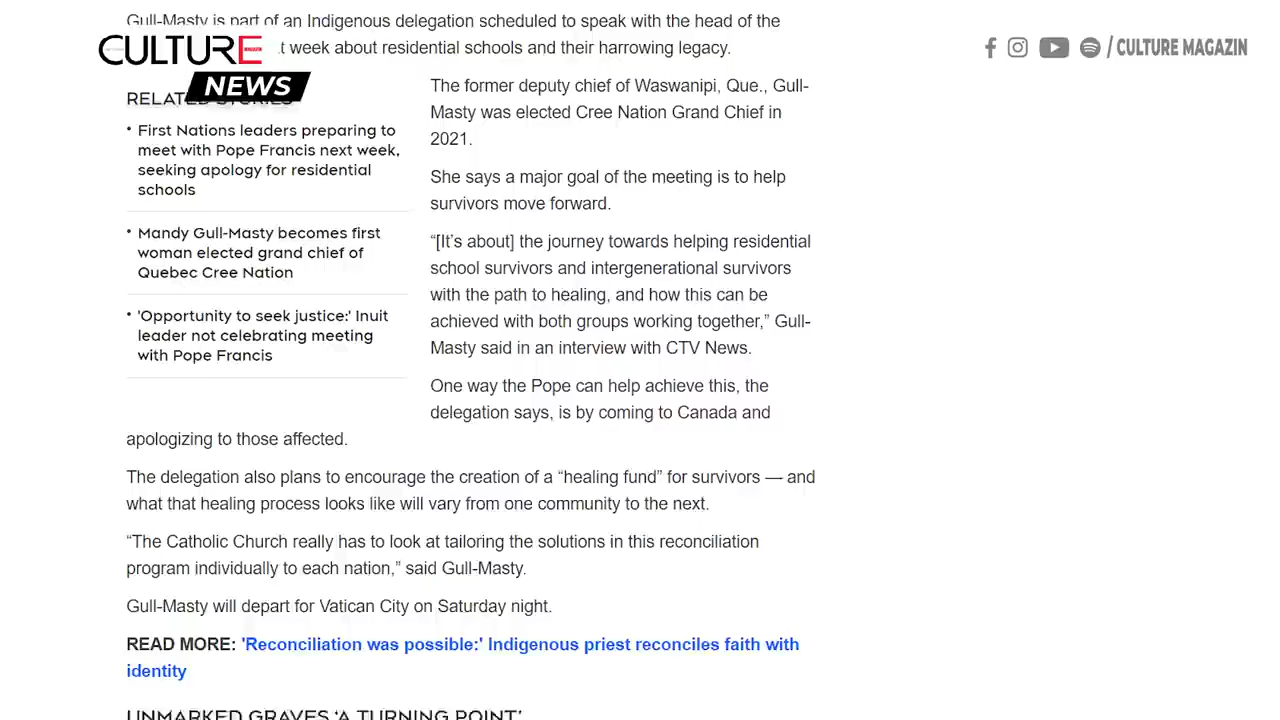 Gull-Masty is part of an Indigenous delegation scheduled to speak with the head of the
t week about residential schools and their harrowing legacy.
CULTURE
NEWS
/ CULTURE MAGAZIN
RELATED STORIES
• First Nations leaders preparing to
meet with Pope Francis next week,
seeking apology for residential
schools
• Mandy Gull-Masty becomes first
woman elected grand chief of
Quebec Cree Nation
• 'Opportunity to seek justice:' Inuit
leader not celebrating meeting
with Pope Francis
The former deputy chief of Waswanipi, Que., Gull-
Masty was elected Cree Nation Grand Chief in
2021.
She says a major goal of the meeting is to help
survivors move forward.
“[It’s about] the journey towards helping residential
school survivors and intergenerational survivors
with the path to healing, and how this can be
achieved with both groups working together,” Gull-
Masty said in an interview with CTV News.
One way the Pope can help achieve this, the
delegation says, is by coming to Canada and
apologizing to those affected.
The delegation also plans to encourage the creation of a “healing fund” for survivors — and
what that healing process looks like will vary from one community to the next.
“The Catholic Church really has to look at tailoring the solutions in this reconciliation
program individually to each nation,” said Gull-Masty.
Gull-Masty will depart for Vatican City on Saturday night.
READ MORE: 'Reconciliation was possible:' Indigenous priest reconciles faith with
identity
UNMARKED GRAVES ‘A TURNING POINT’